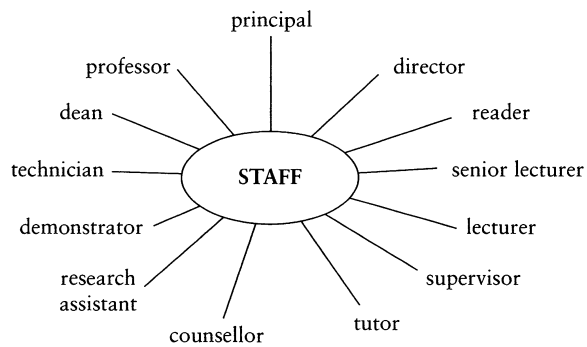 principal
professor
director
dean
reader
technician
STAFF
senior lecturer
demonstrator
lecturer
research
assistant
supervisor
counsellor
tutor